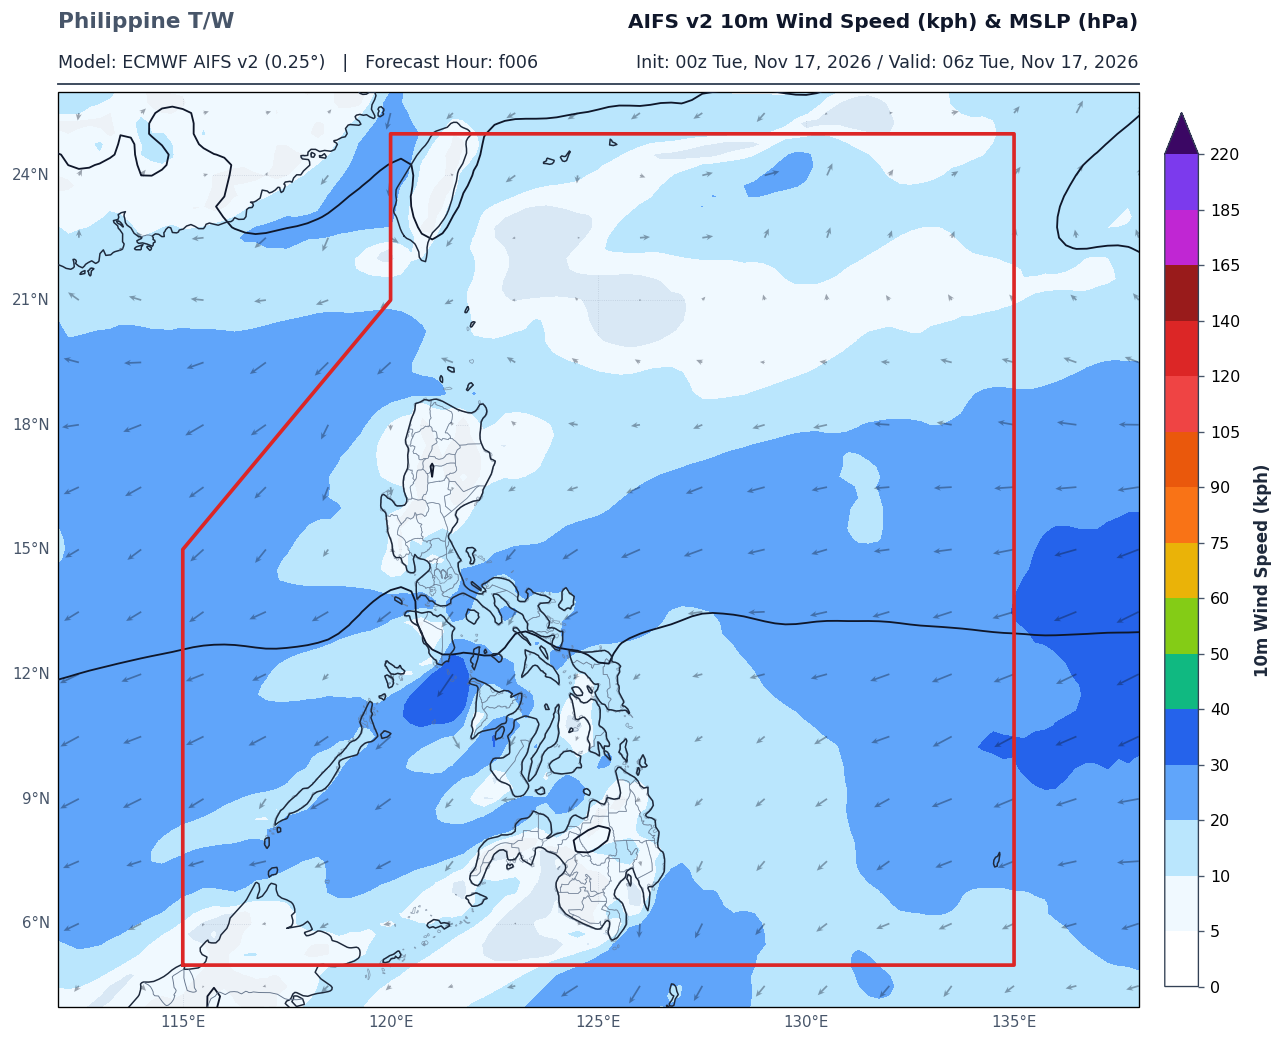 Philippine T/W
AIFS v2 10m Wind Speed (kph) & MSLP (hPa)
Model: ECMWF AIFS v2 (0.25°) | Forecast Hour: f006
Init: 00z Tue, Nov 17, 2026 / Valid: 06z Tue, Nov 17, 2026
24°N
21°N
18°N
15°N
12°N
9°N
6°N
115°E
120°E
125°E
130°E
135°E
220
185
165
140
120
105
90
75
60
50
40
30
20
10
5
0
10m Wind Speed (kph)